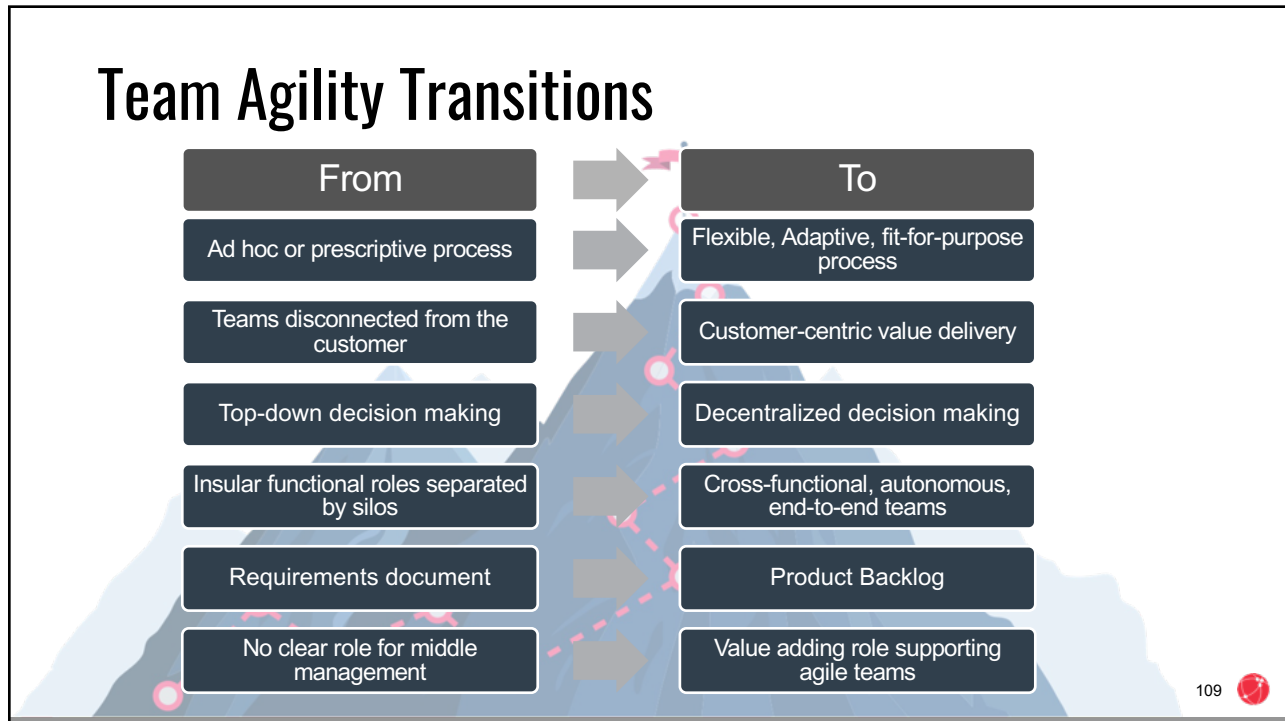 Team Agility Transitions
From
To
Ad hoc or prescriptive process
Flexible, Adaptive, fit-for-purpose
process
Teams disconnected from the
customer
Customer-centric value delivery
Top-down decision making
Decentralized decision making
Insular functional roles separated
by silos
Cross-functional, autonomous,
end-to-end teams
Requirements document
Product Backlog
No clear role for middle
management
Value adding role supporting
agile teams
109